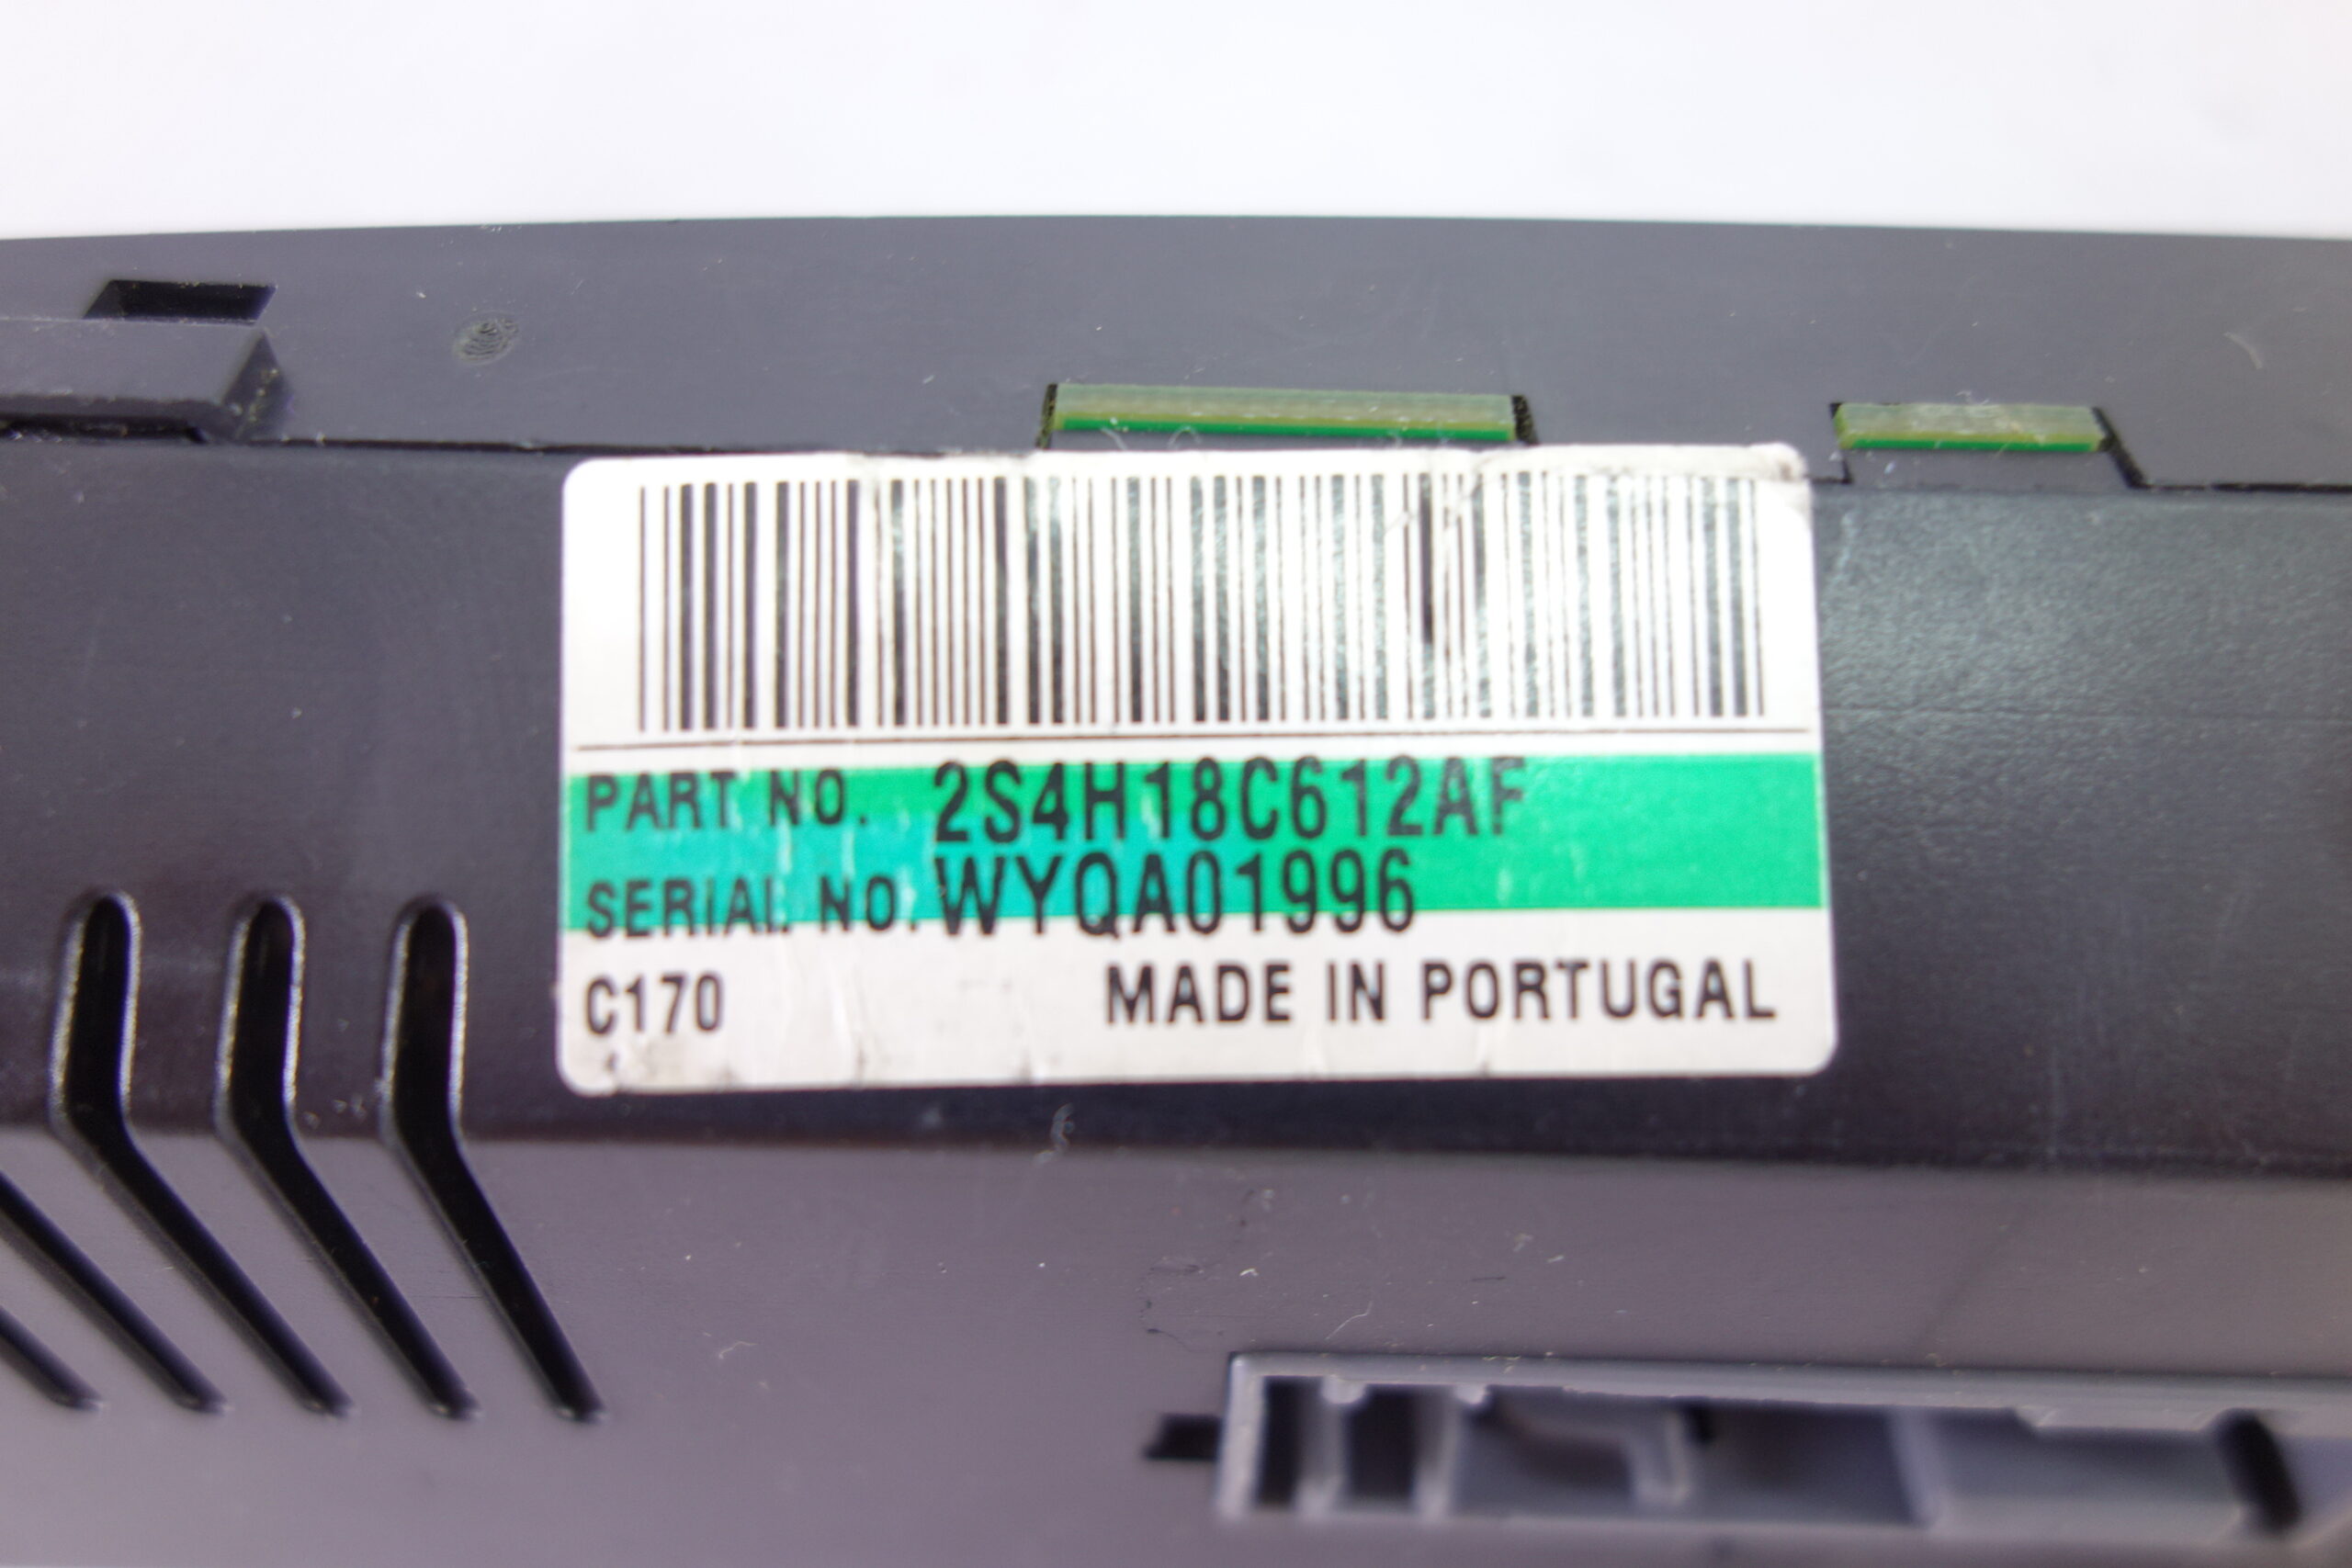 PART NO. 2S4H18C612AF
SERIAL NO. WYQA01996
C170 MADE IN PORTUGAL